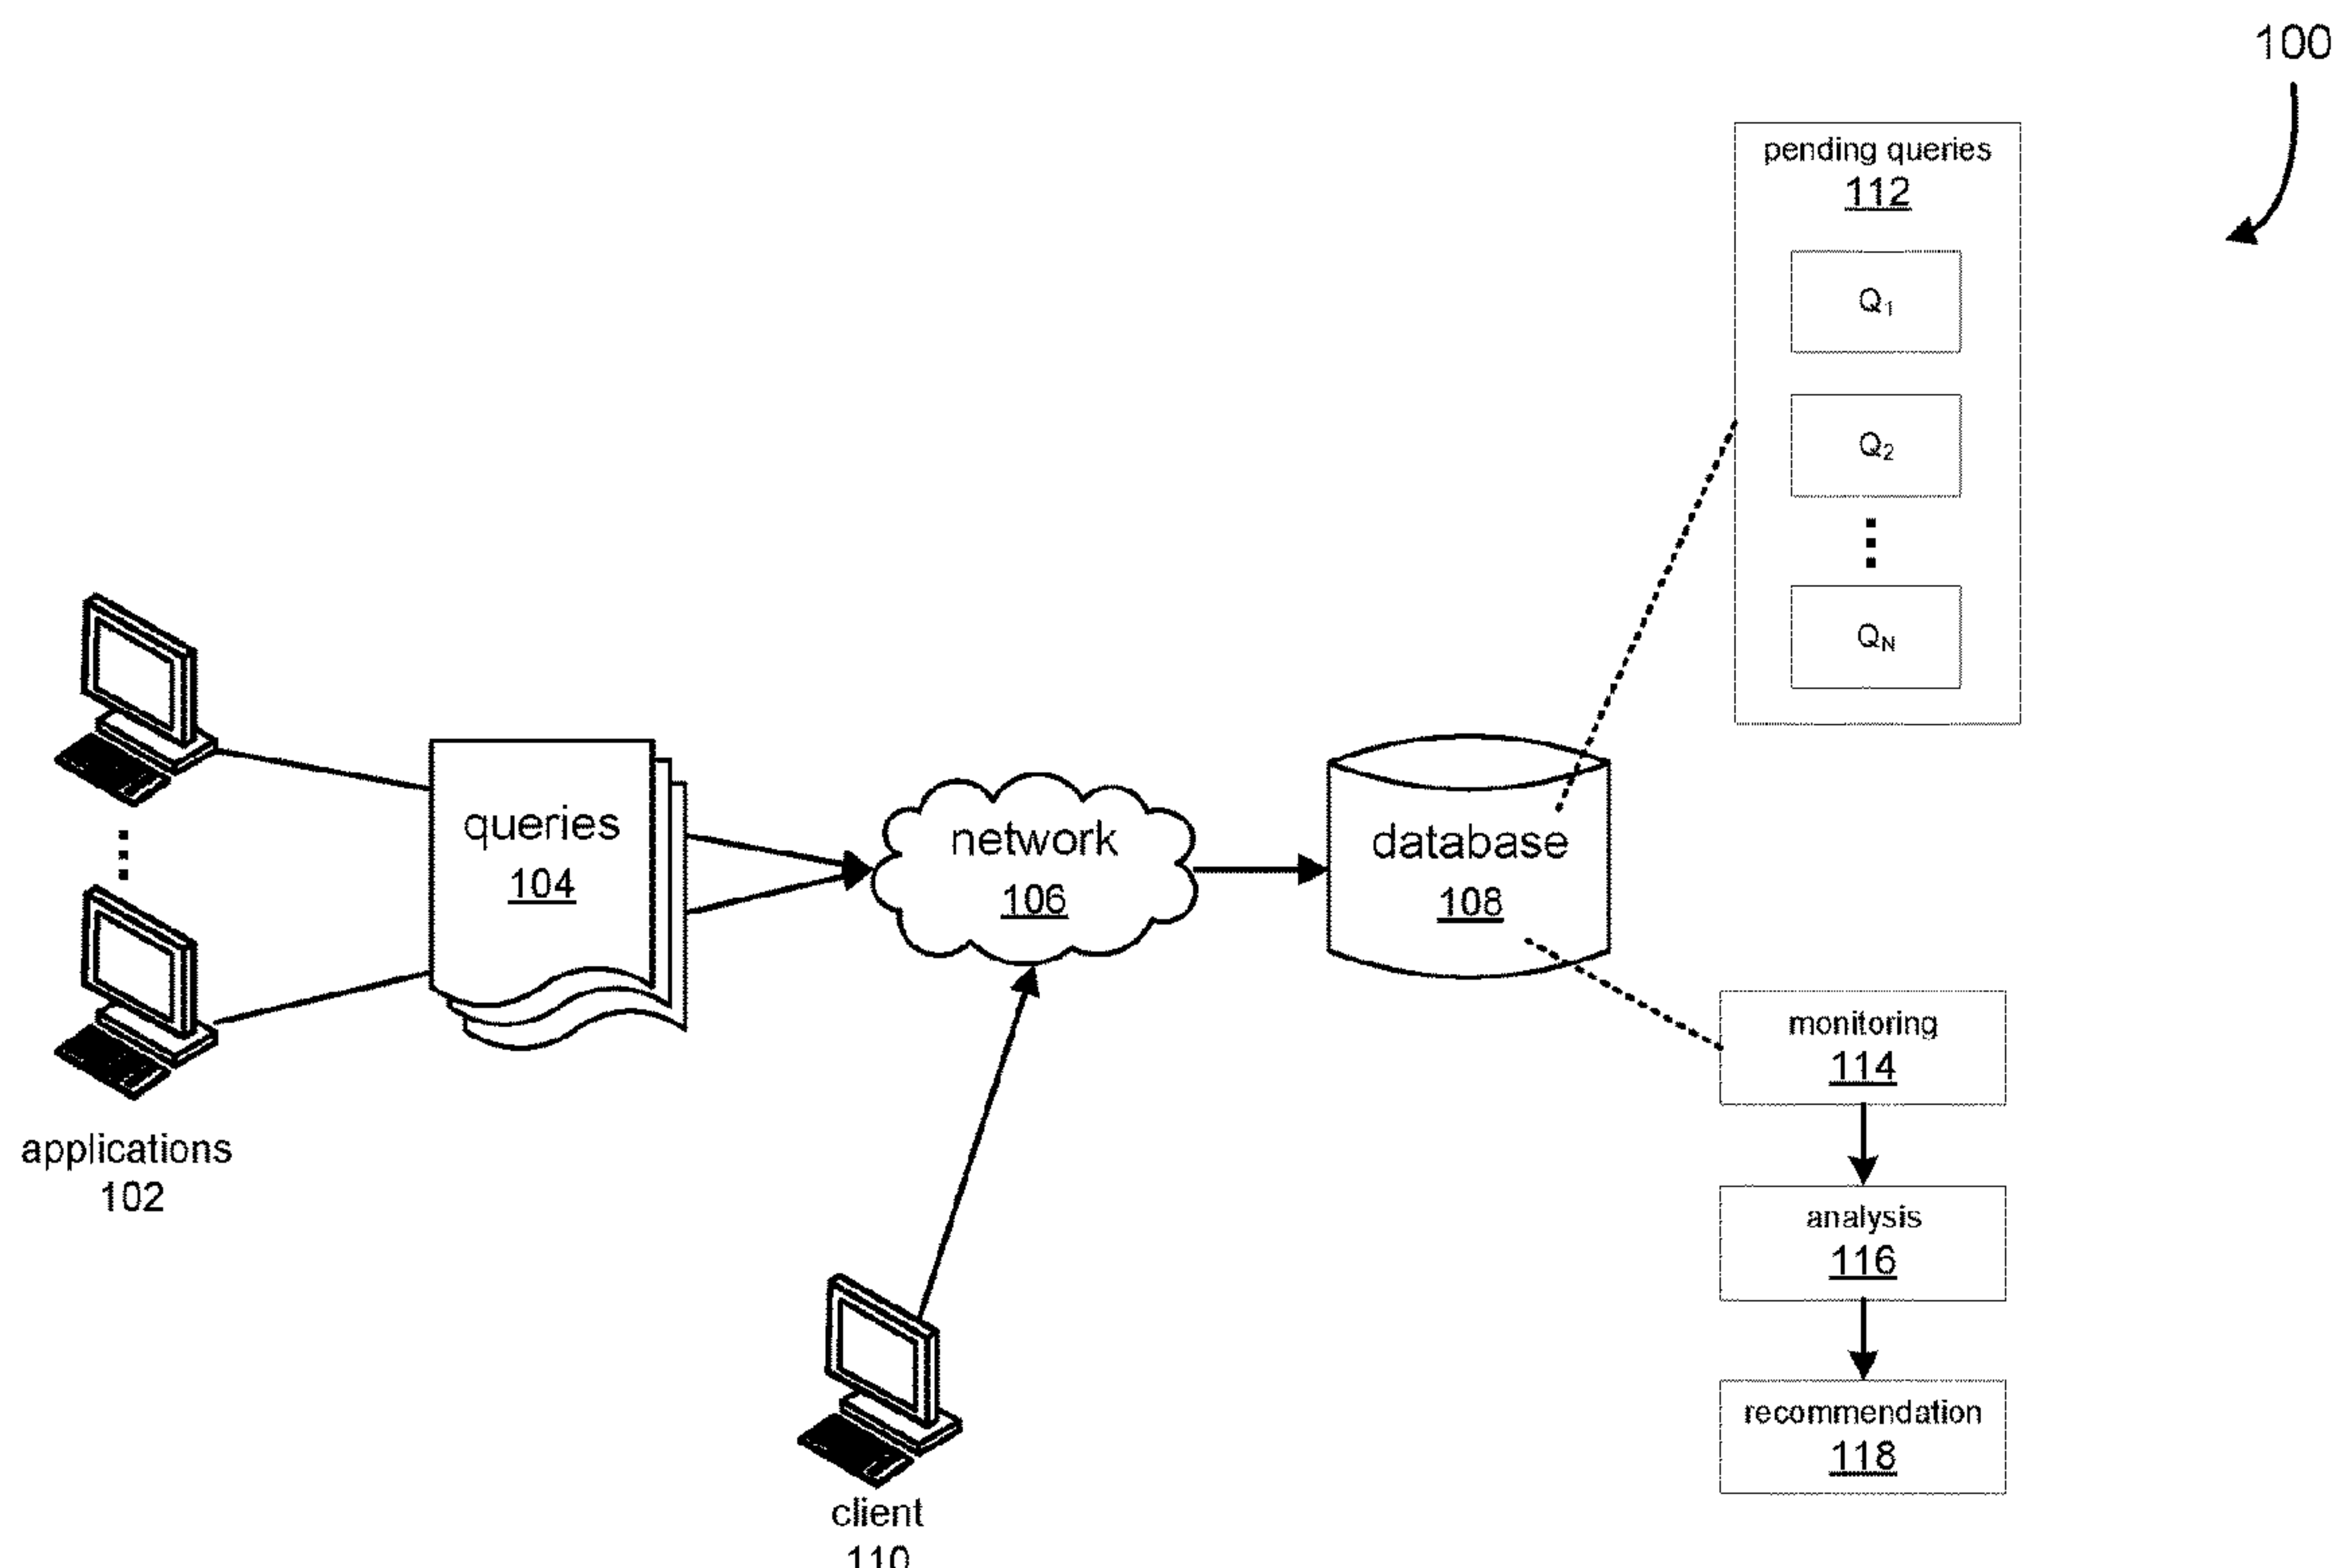 100
pending queries
112
Q1
Q2
QN
queries
104
network
106
database
108
monitoring
114
applications
102
analysis
116
recommendation
118
client
110